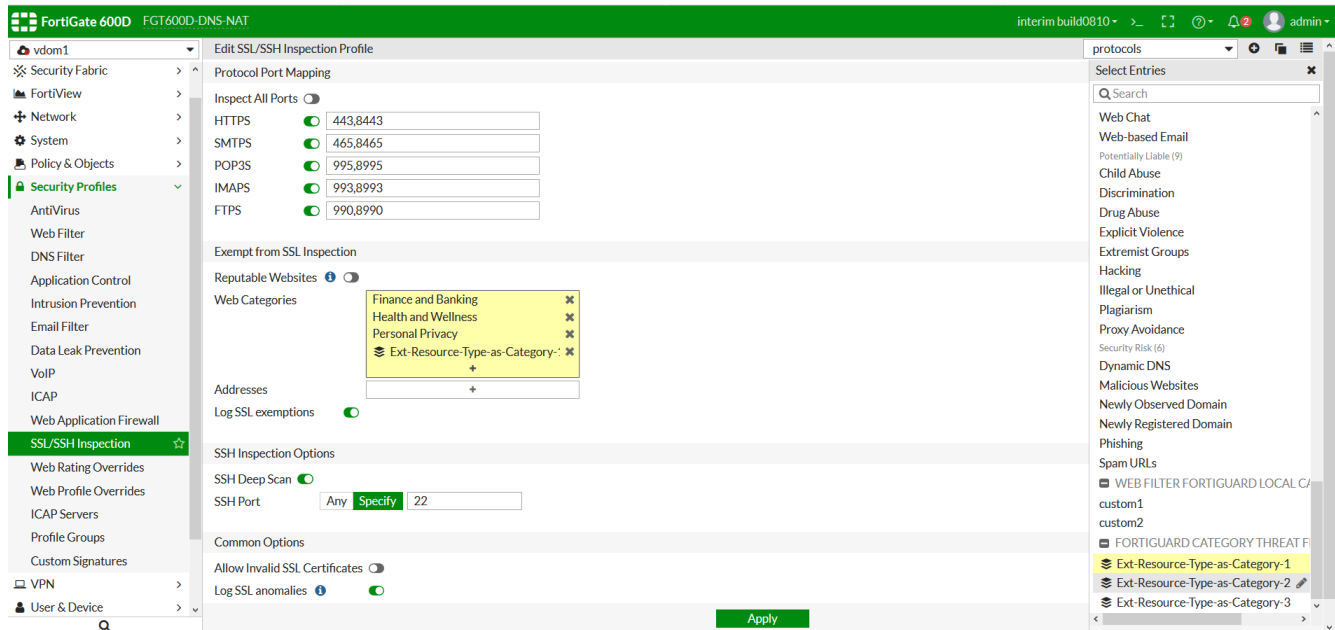 FortiGate 600D FGT600D-DNS-NAT
interim build0810 >_ 2 admin
vdom1
Security Fabric
FortiView
Network
System
Policy & Objects
Security Profiles
AntiVirus
Web Filter
DNS Filter
Application Control
Intrusion Prevention
Email Filter
Data Leak Prevention
VoIP
ICAP
Web Application Firewall
SSL/SSH Inspection
Web Rating Overrides
Web Profile Overrides
ICAP Servers
Profile Groups
Custom Signatures
VPN
User & Device
Edit SSL/SSH Inspection Profile
protocols
Protocol Port Mapping
Inspect All Ports
HTTPS 443,8443
SMTPS 465,8465
POP3S 995,8995
IMAPS 993,8993
FTPS 990,8990
Exempt from SSL Inspection
Reputable Websites
Web Categories
Finance and Banking
Health and Wellness
Personal Privacy
Ext-Resource-Type-as-Category-
+
Addresses +
Log SSL exemptions
SSH Inspection Options
SSH Deep Scan
SSH Port Any Specify 22
Common Options
Allow Invalid SSL Certificates
Log SSL anomalies
Apply
Select Entries
Search
Web Chat
Web-based Email
Potentially Liable (9)
Child Abuse
Discrimination
Drug Abuse
Explicit Violence
Extremist Groups
Hacking
Illegal or Unethical
Plagiarism
Proxy Avoidance
Security Risk (6)
Dynamic DNS
Malicious Websites
Newly Observed Domain
Newly Registered Domain
Phishing
Spam URLs
WEB FILTER FORTIGUARD LOCAL CA
custom1
custom2
FORTIGUARD CATEGORY THREAT F
Ext-Resource-Type-as-Category-1
Ext-Resource-Type-as-Category-2
Ext-Resource-Type-as-Category-3